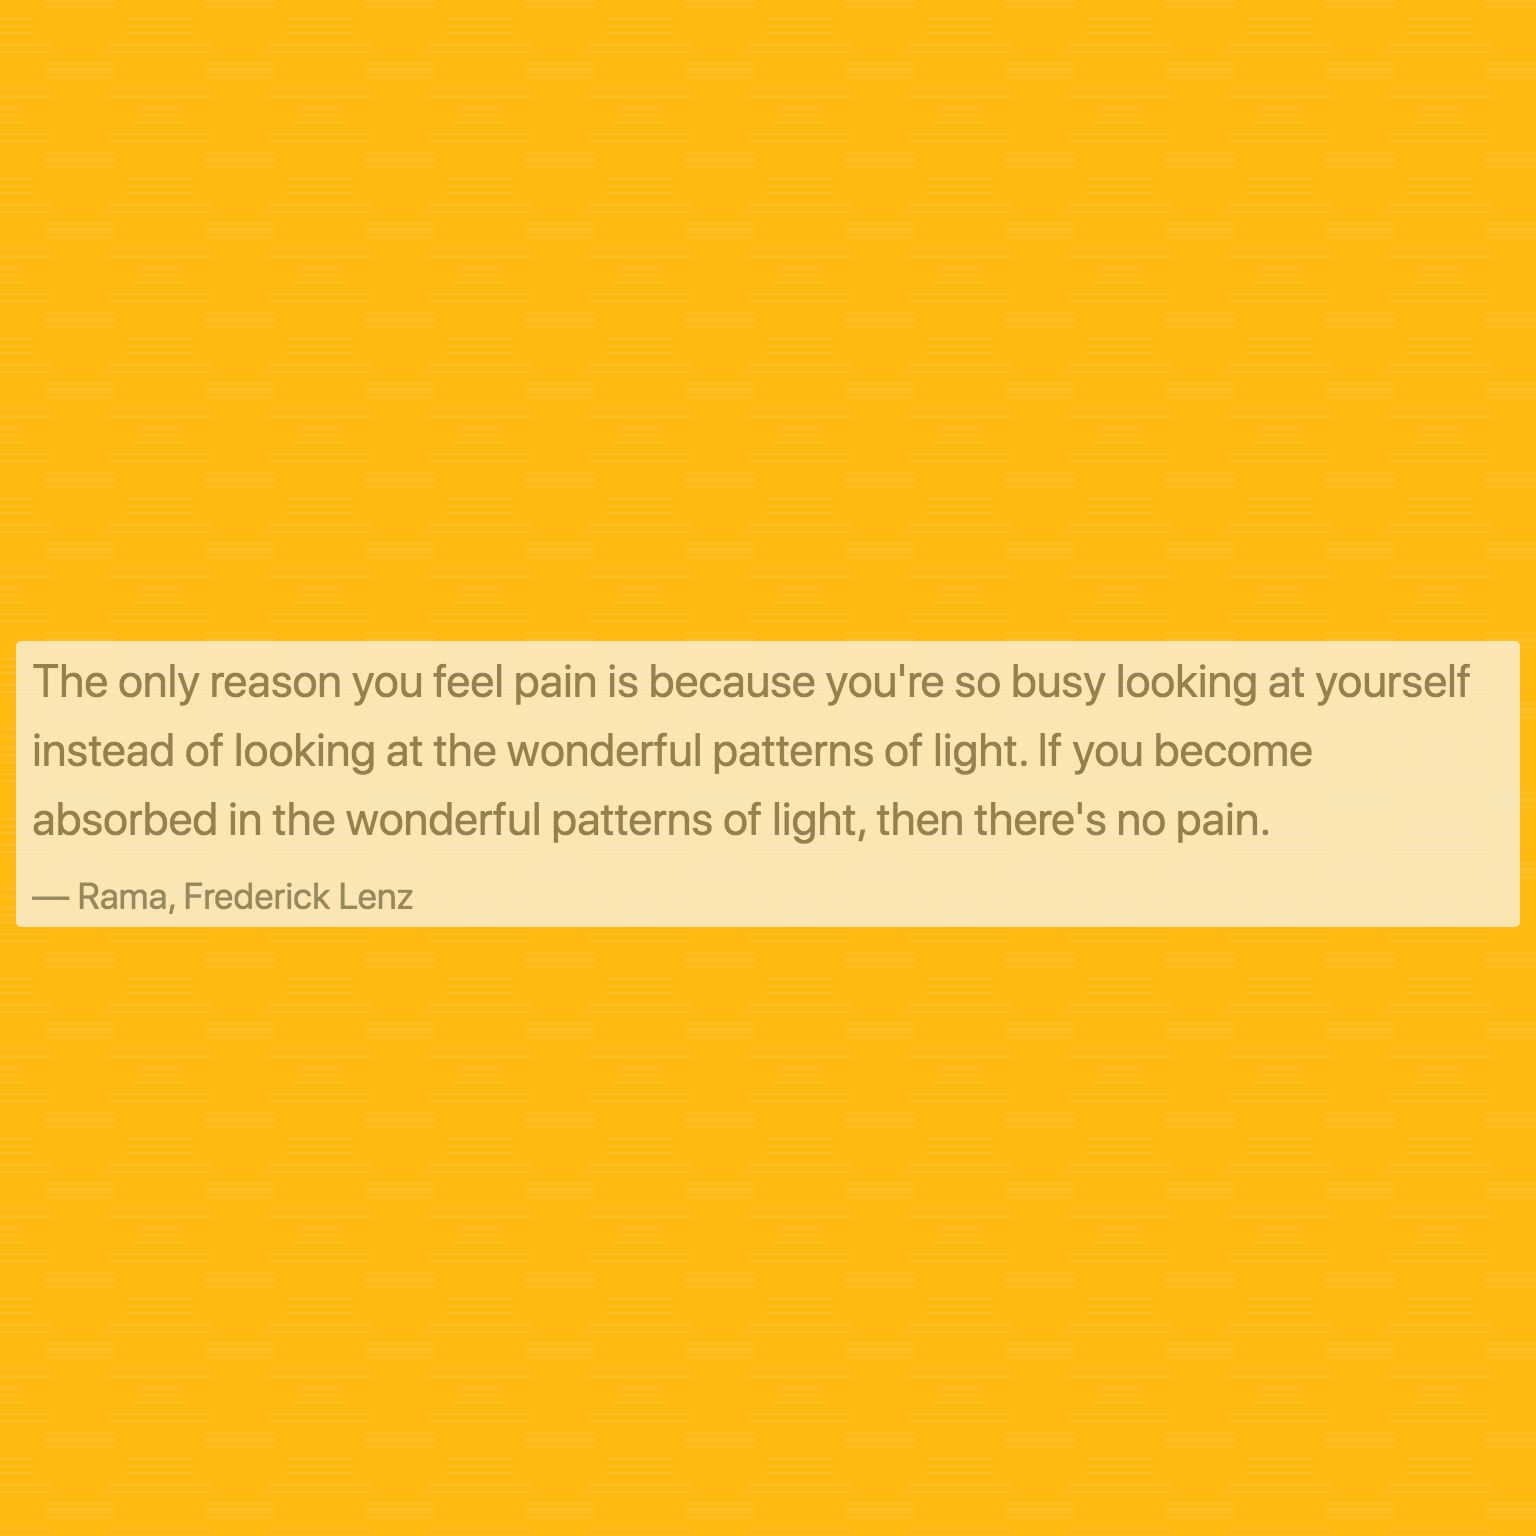 The only reason you feel pain is because you're so busy looking at yourself
instead of looking at the wonderful patterns of light. If you become
absorbed in the wonderful patterns of light, then there's no pain.
— Rama, Frederick Lenz